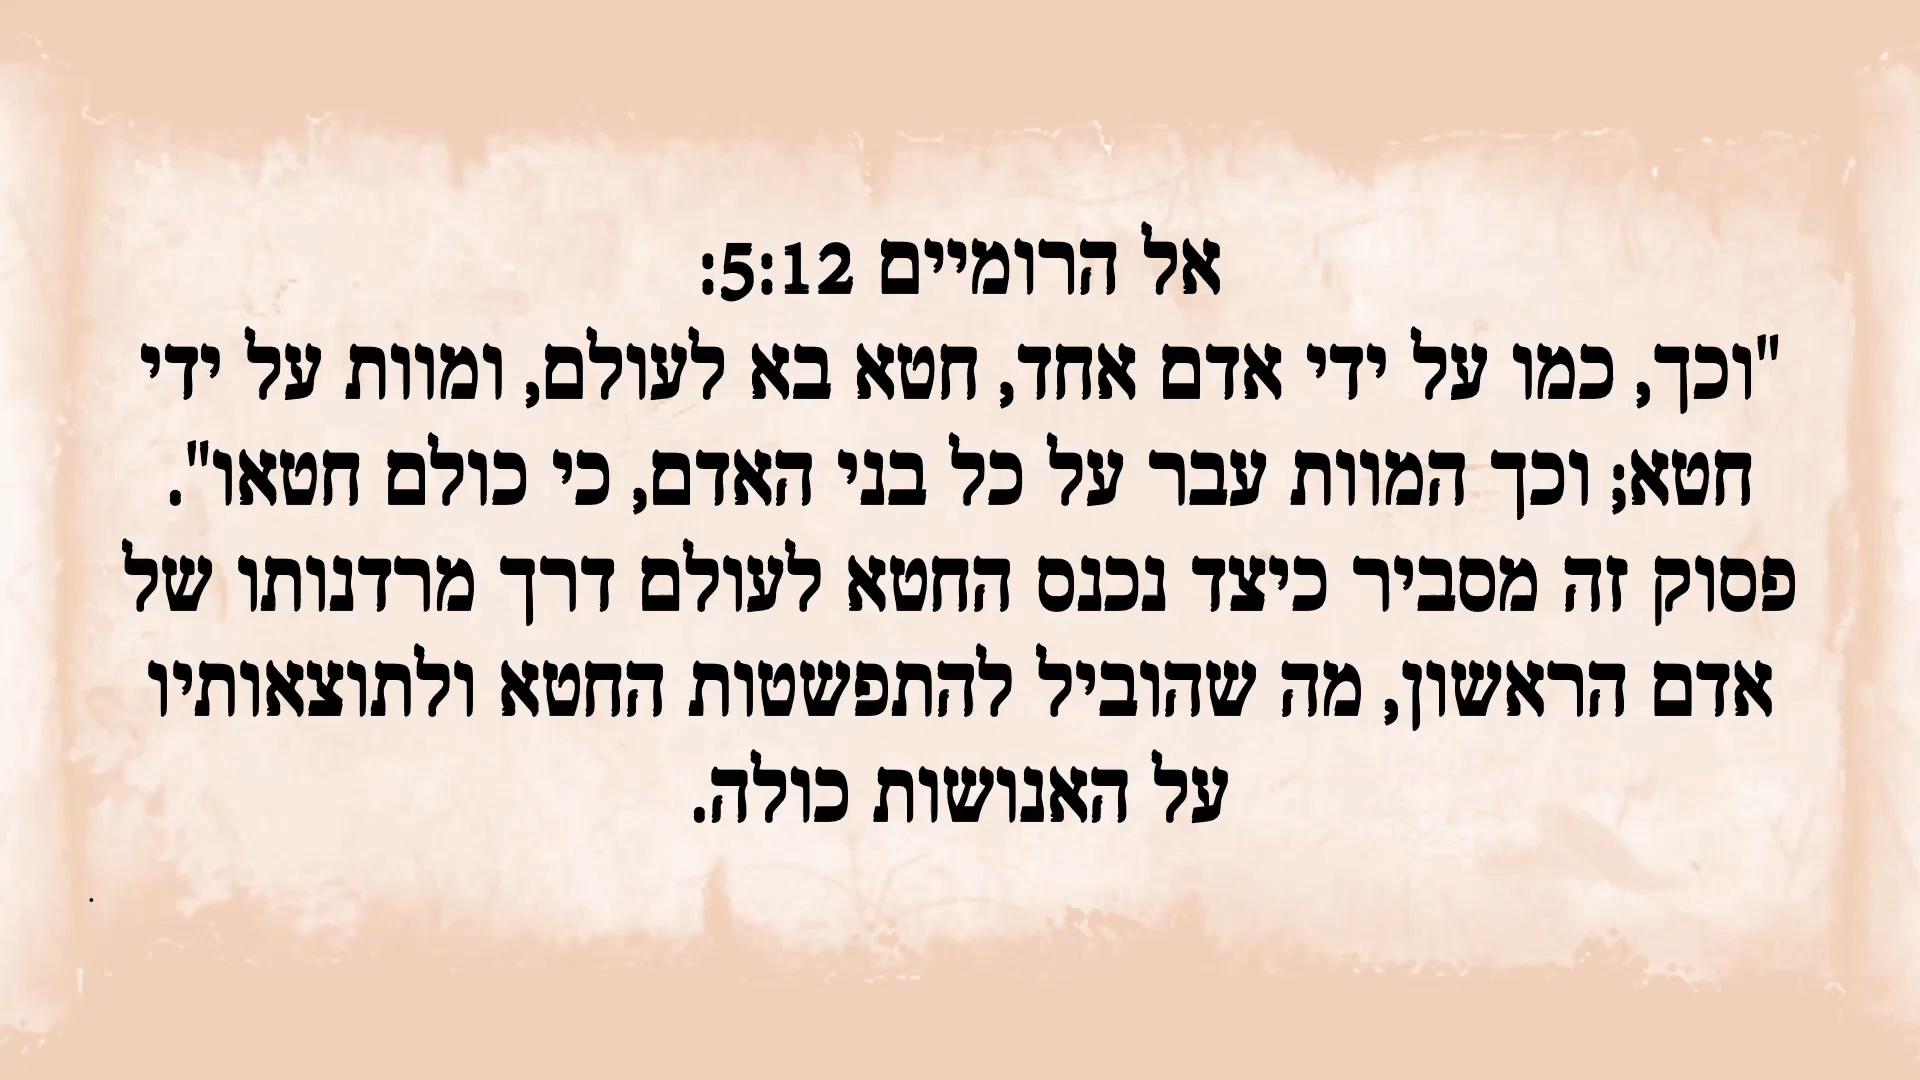 אל הרומיים 5:12:
"וכך, כמו על ידי אדם אחד, חטא בא לעולם, ומוות על ידי
חטא; וכך המוות עבר על כל בני האדם, כי כולם חטאו".
פסוק זה מסביר כיצד נכנס החטא לעולם דרך מרדנותו של
אדם הראשון, מה שהוביל להתפשטות החטא ולתוצאותיו
על האנושות כולה.
.